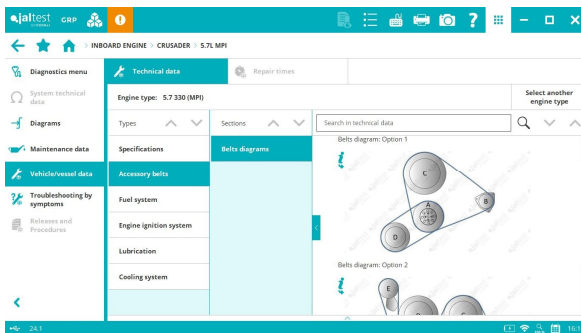 jaltest GRP
?
INBOARD ENGINE > CRUSADER > 5.7L MPI
Diagnostics menu
System technical data
Diagrams
Maintenance data
Vehicle/vessel data
Troubleshooting by symptoms
Releases and Procedures
Technical data
Repair times
Engine type: 5.7 330 (MPI)
Select another engine type
Types
Sections
Search in technical data
Specifications
Accessory belts
Fuel system
Engine ignition system
Lubrication
Cooling system
Belts diagrams
Belts diagram: Option 1
C
A
B
D
Belts diagram: Option 2
E
24.1